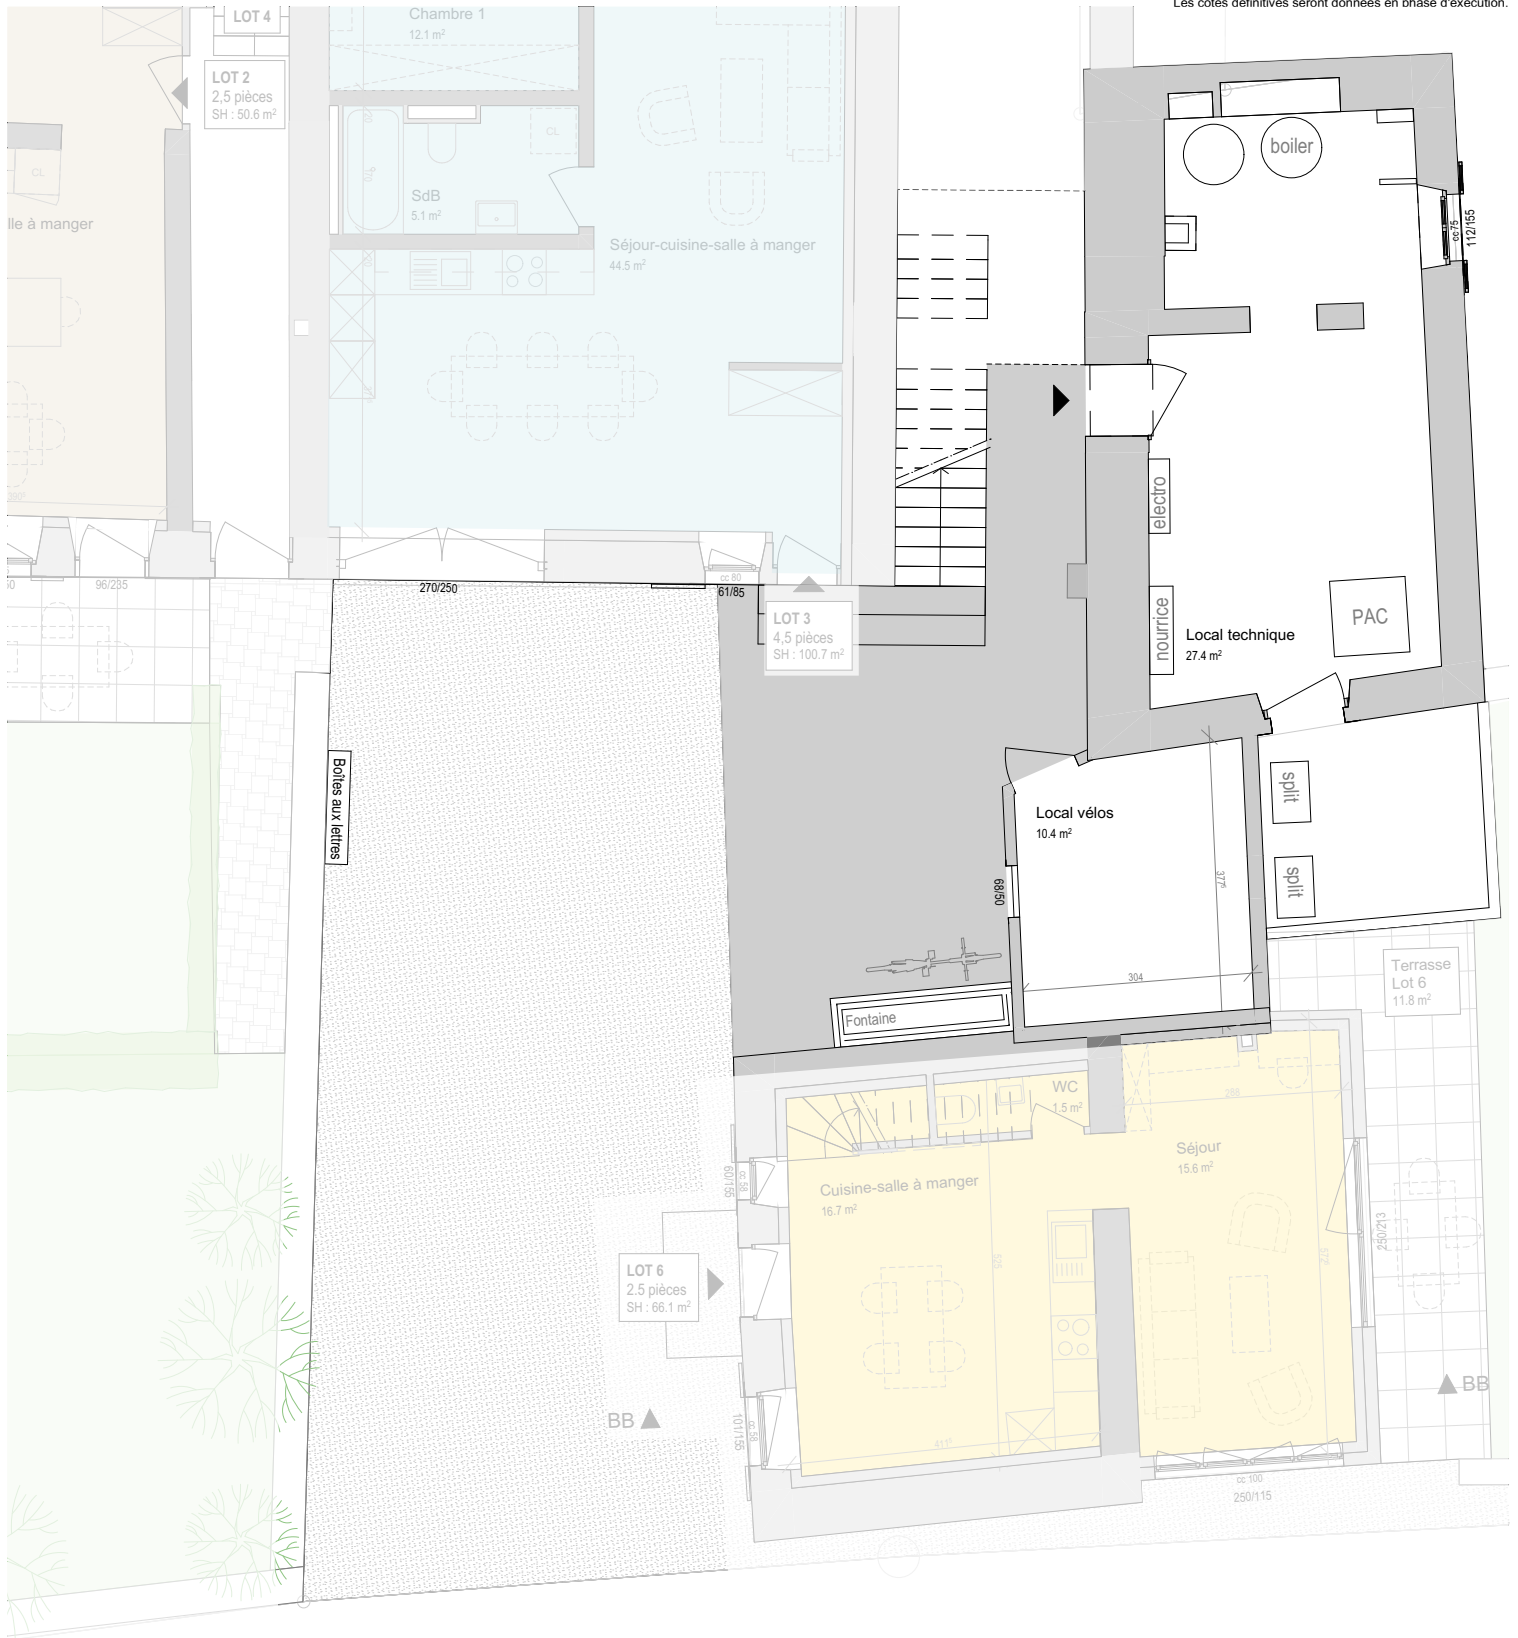 Les cotes définitives seront données en phase d'exécution.
LOT 4
Chambre 1
12.1 m²
LOT 2
2,5 pièces
SH : 50.6 m²
CL
CL
boiler
SdB
5.1 m²
lle à manger
Séjour-cuisine-salle à manger
44.5 m²
cc 75
112/155
electro
96/235
270/250
cc 80
61/85
LOT 3
4,5 pièces
SH : 100.7 m²
nourrice
Local technique
27.4 m²
PAC
Boîtes aux lettres
split
split
Local vélos
10.4 m²
377⁵
68/50
304
Fontaine
Terrasse
Lot 6
11.8 m²
WC
1.5 m²
288
Séjour
15.6 m²
Cuisine-salle à manger
16.7 m²
60/155
cc 58
250/213
525
LOT 6
2.5 pièces
SH : 66.1 m²
BB
BB
101/155
cc 58
411⁵
cc 100
250/115